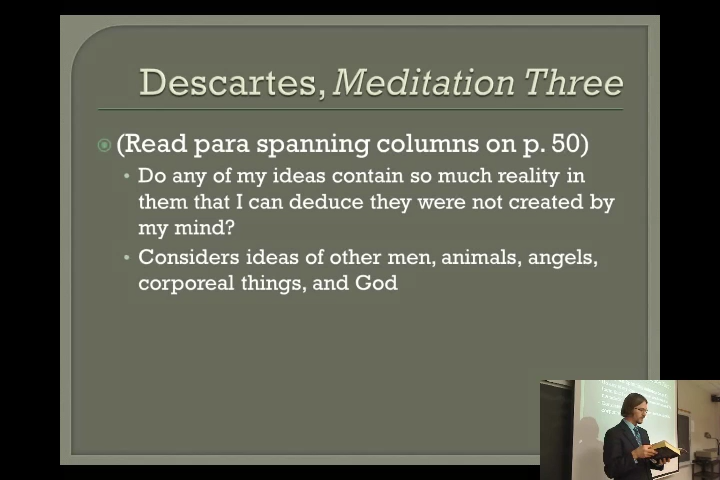 Descartes, Meditation Three
(Read para spanning columns on p. 50)
Do any of my ideas contain so much reality in
them that I can deduce they were not created by
my mind?
Considers ideas of other men, animals, angels,
corporeal things, and God